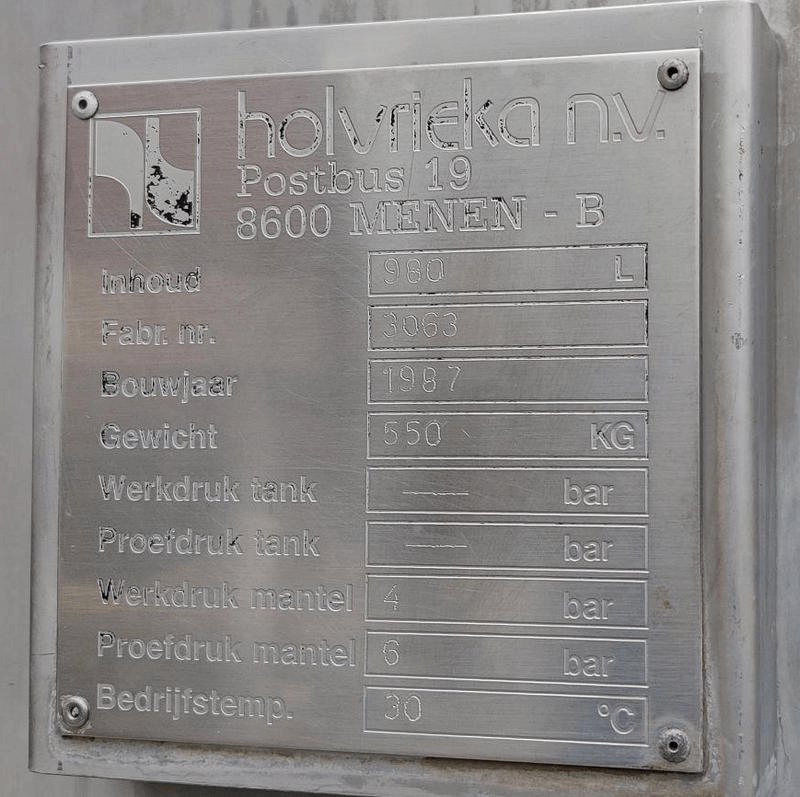 holvrieka n.v.
Postbus 19
8600 MENEN - B
Inhoud 980 L
Fabr. nr. 3063
Bouwjaar 1987
Gewicht 550 KG
Werkdruk tank — bar
Proefdruk tank — bar
Werkdruk mantel 4 bar
Proefdruk mantel 6 bar
Bedrijfstemp. 30 °C